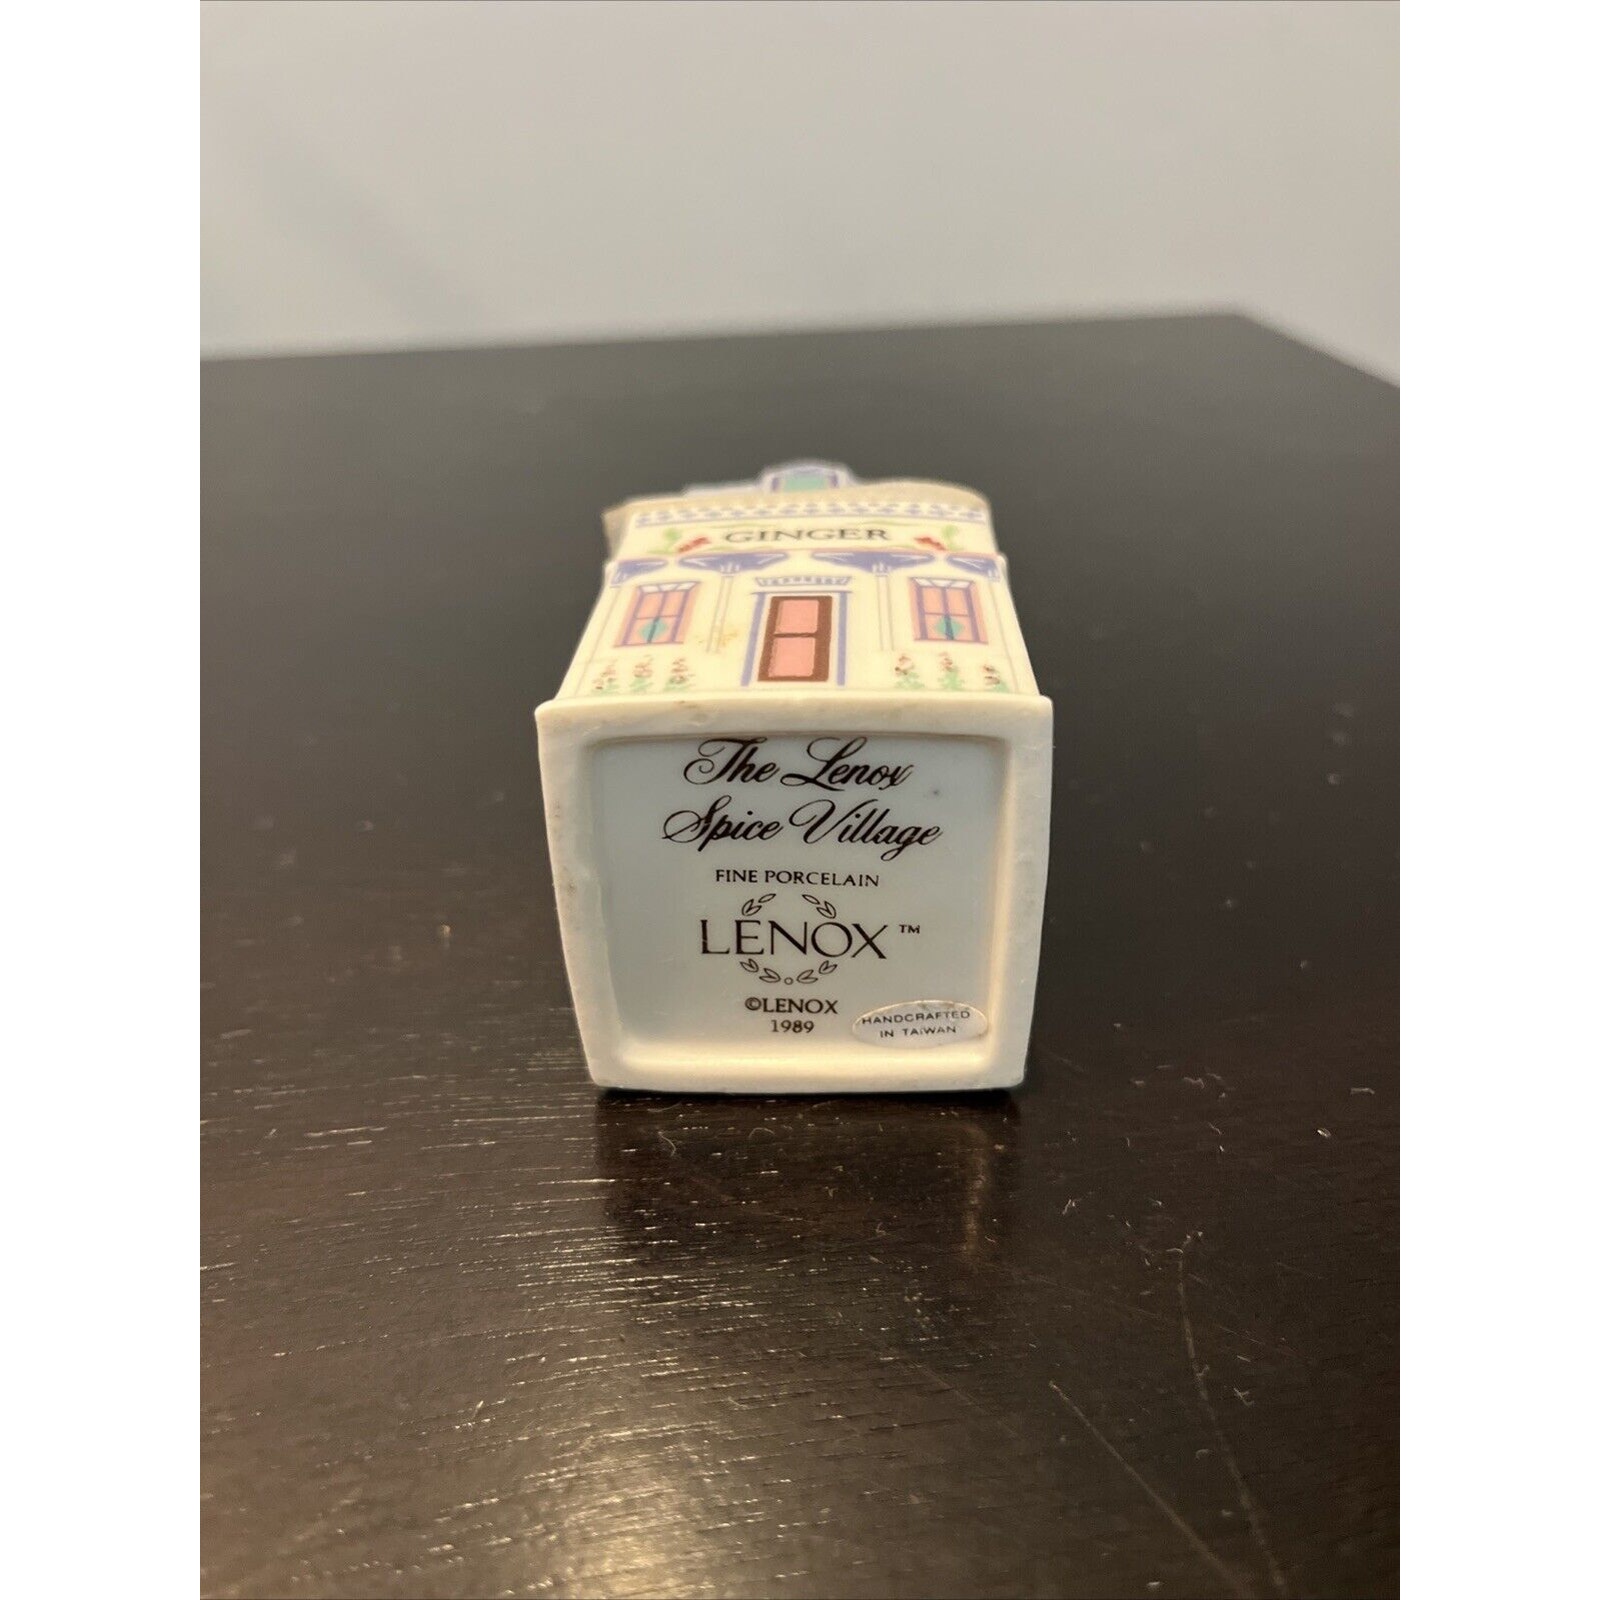 GINGER
The Lenox
Spice Village
FINE PORCELAIN
LENOX™
©LENOX
1989
HANDCRAFTED
IN TAIWAN